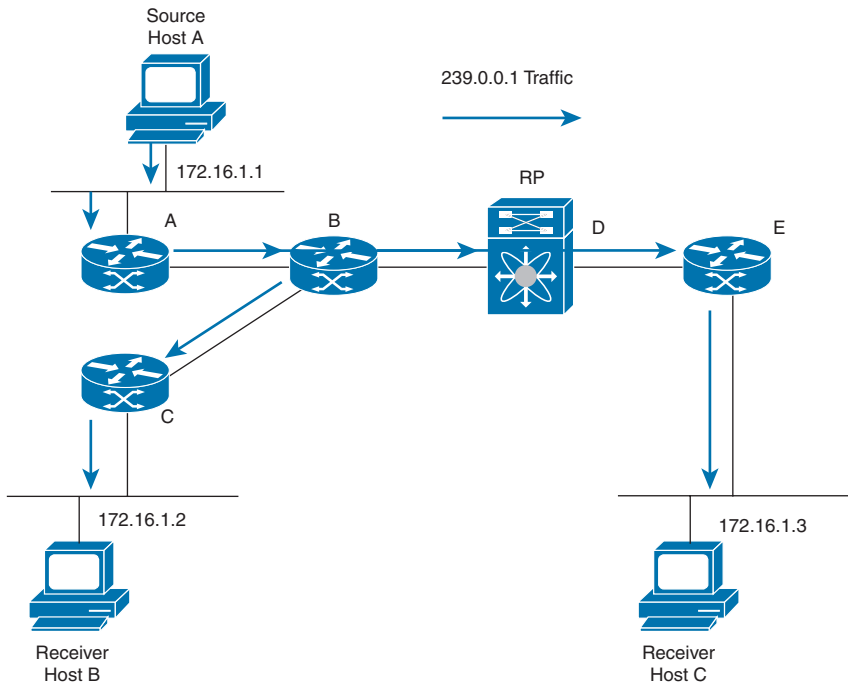 Source
Host A
239.0.0.1 Traffic
172.16.1.1
RP
A
B
D
E
C
172.16.1.2
172.16.1.3
Receiver
Host B
Receiver
Host C